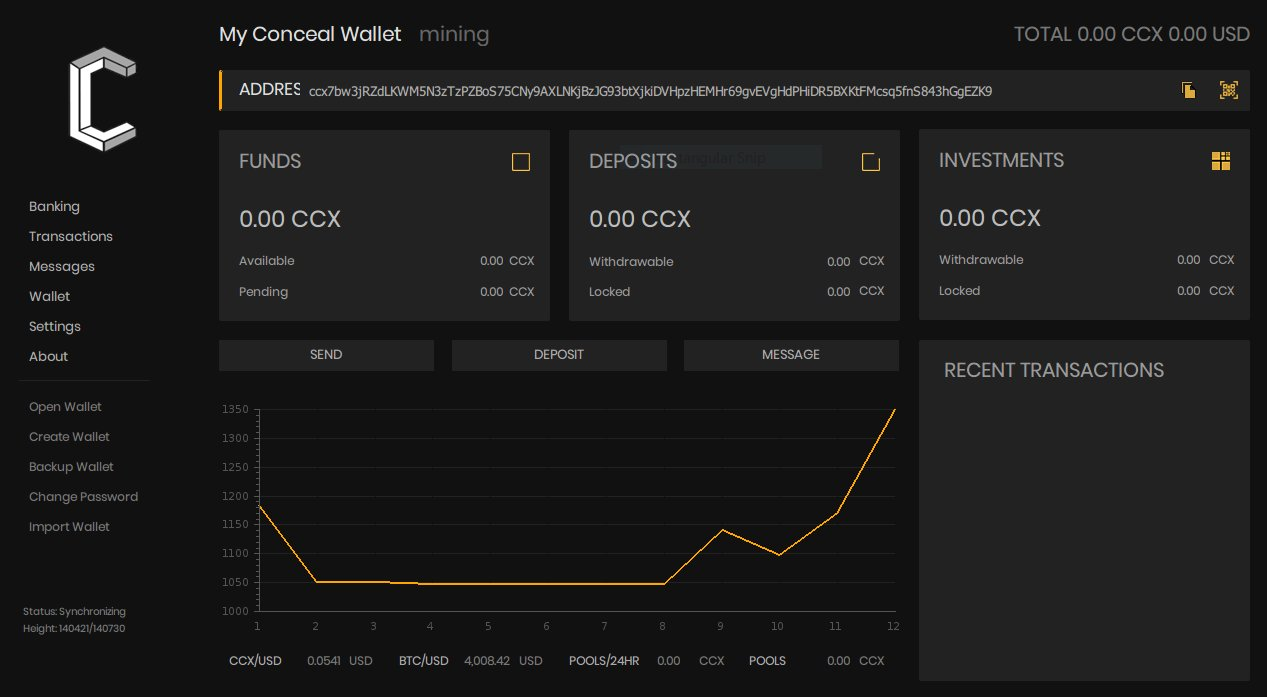 My Conceal Wallet mining TOTAL 0.00 CCX 0.00 USD
ADDRES ccx7bw3jRZdLKWM5N3zTzPZBoS75CNy9AXLNKjBzJG93btXjkiDVHpzHEMHr69gvEVgHdPHiDR5BXKtFMcsq5fnS843hGgEZK9
FUNDS
0.00 CCX
Available 0.00 CCX
Pending 0.00 CCX
DEPOSITS tangular Snip
0.00 CCX
Withdrawable 0.00 CCX
Locked 0.00 CCX
INVESTMENTS
0.00 CCX
Withdrawable 0.00 CCX
Locked 0.00 CCX
Banking
Transactions
Messages
Wallet
Settings
About
Open Wallet
Create Wallet
Backup Wallet
Change Password
Import Wallet
Status: Synchronizing
Height: 140421/140730
SEND DEPOSIT MESSAGE
RECENT TRANSACTIONS
1350
1300
1250
1200
1150
1100
1050
1000
1 2 3 4 5 6 7 8 9 10 11 12
CCX/USD 0.0541 USD BTC/USD 4,008.42 USD POOLS/24HR 0.00 CCX POOLS 0.00 CCX